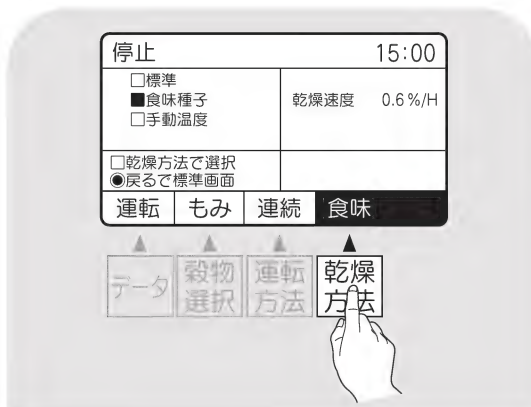 停止 15:00
□標準
■食味種子
□手動温度
乾燥速度 0.6%/H
□乾燥方法で選択
◉戻るで標準画面
運転 もみ 連続 食味
データ 穀物選択 運転方法 乾燥方法